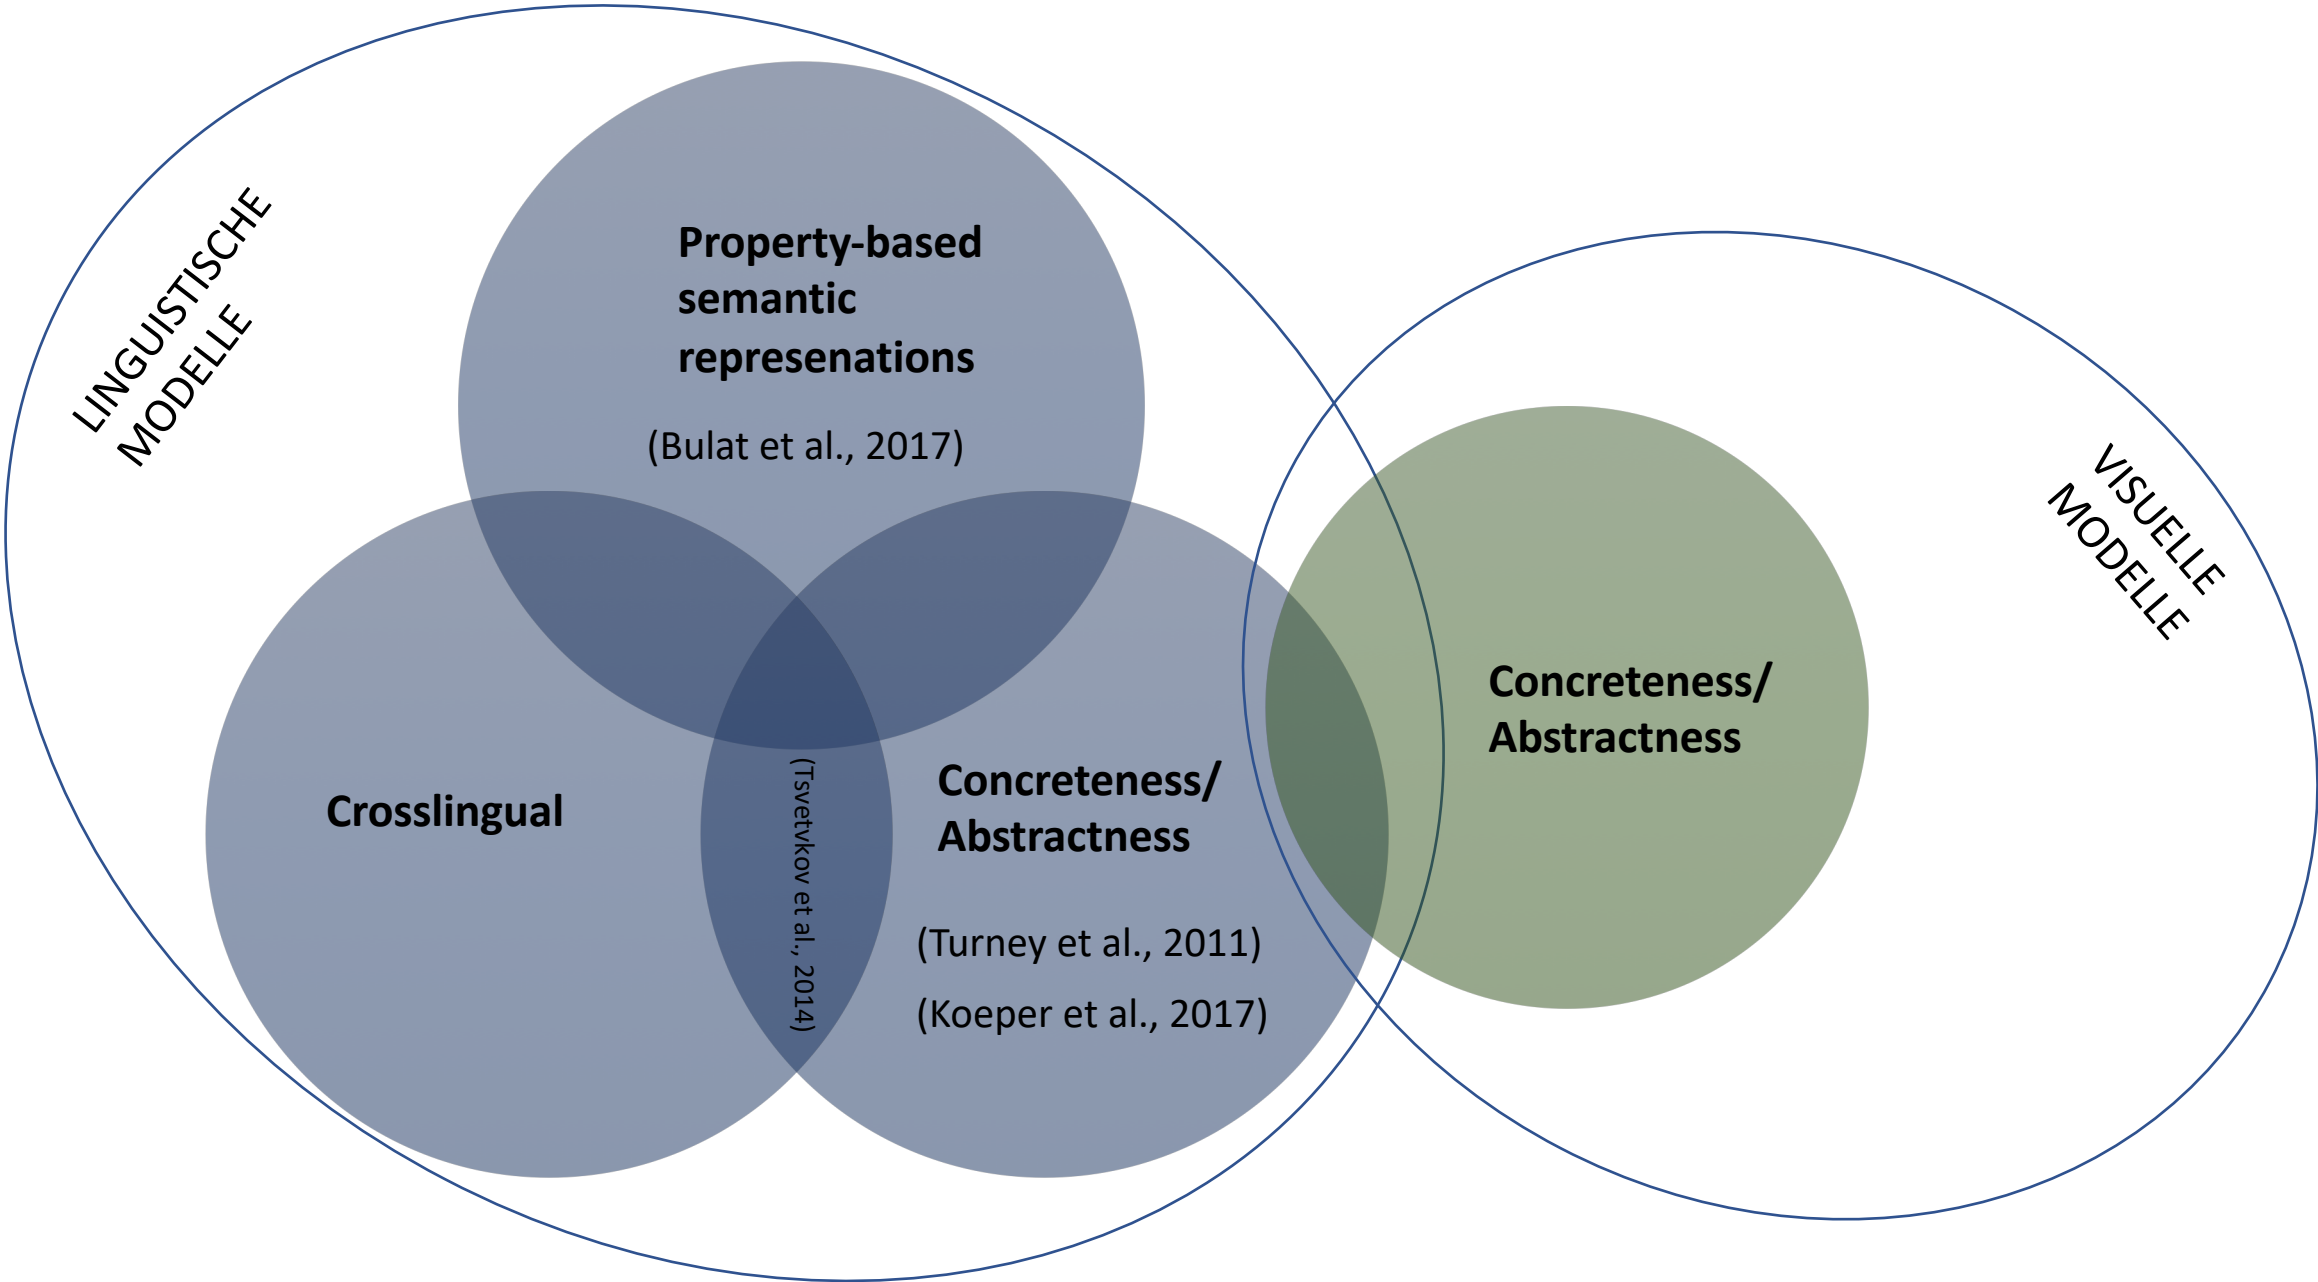 LINGUISTISCHE
MODELLE
Property-based
semantic
represenations
(Bulat et al., 2017)
Crosslingual
(Tsvetvkov et al., 2014)
Concreteness/
Abstractness
(Turney et al., 2011)
(Koeper et al., 2017)
Concreteness/
Abstractness
VISUELLE
MODELLE